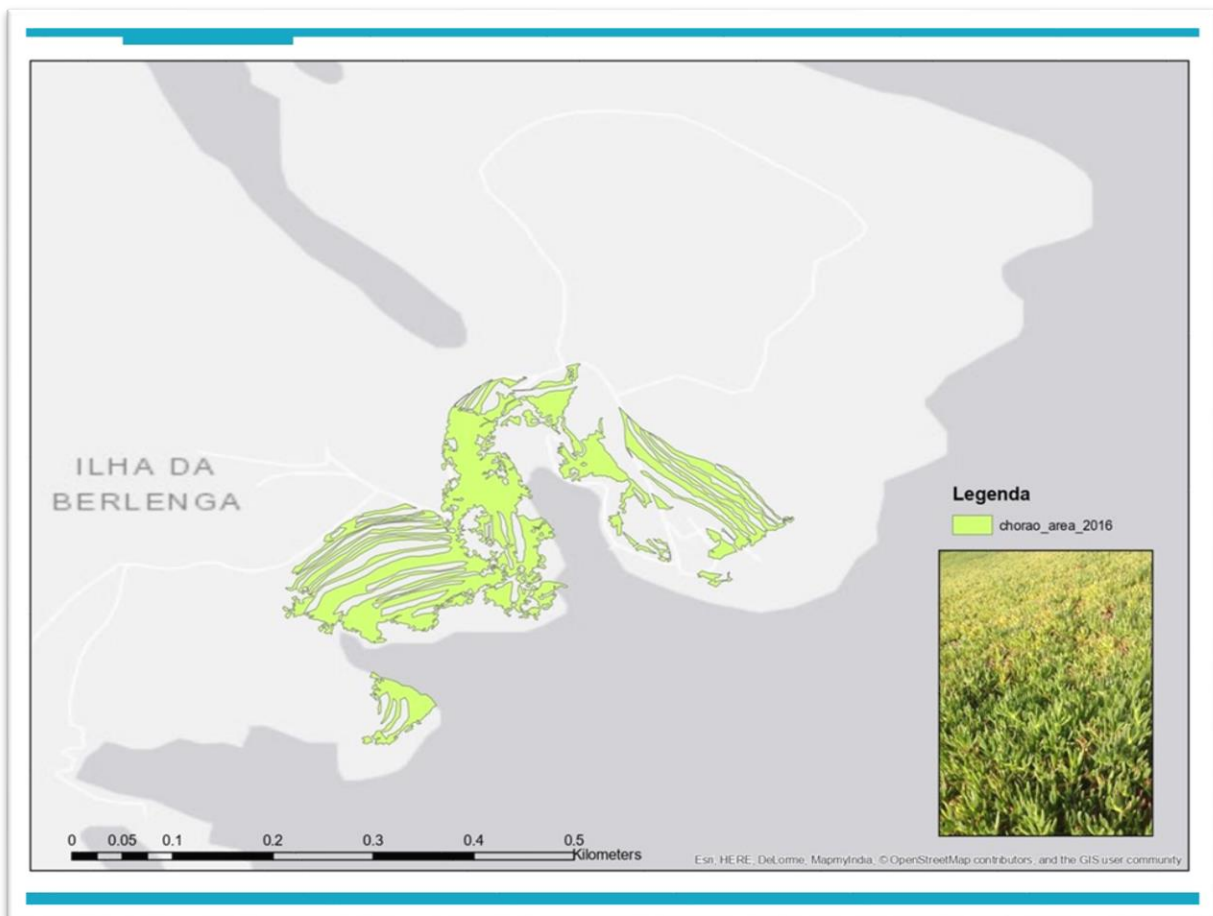 ILHA DA
BERLENGA
Legenda
chorao_area_2016
0 0.05 0.1 0.2 0.3 0.4 0.5
Kilometers
Esri, HERE, DeLorme, MapmyIndia, © OpenStreetMap contributors, and the GIS user community